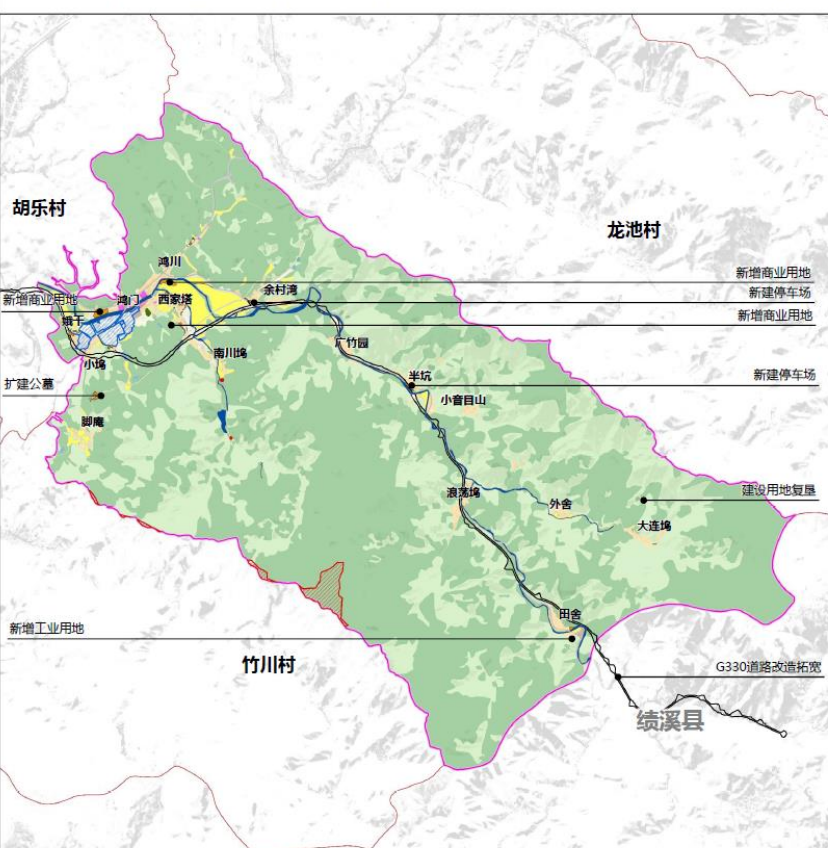 胡乐村
龙池村
鸿川
新增商业用地
余村湾
新建停车场
新增商业用地
鸿门
西家塔
新增商业用地
娥干
广竹园
南川坞
小坞
半坑
新建停车场
扩建公墓
小音目山
脚庵
浪荡坞
建设用地复垦
外舍
大连坞
田舍
新增工业用地
竹川村
G330道路改造拓宽
绩溪县